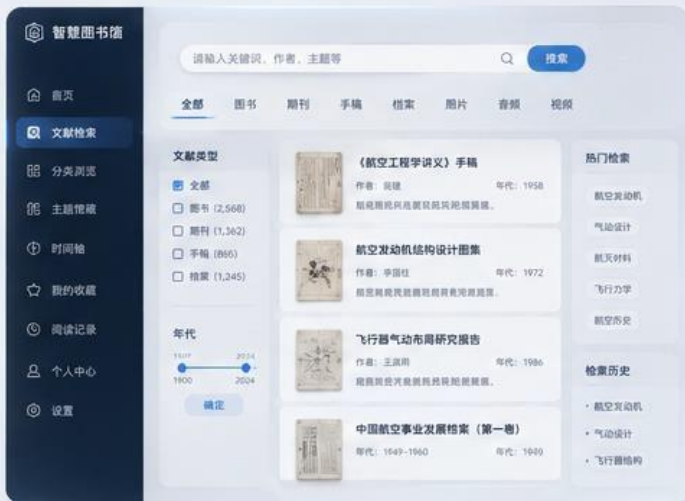 智慧图书馆
首页
文献检索
分类浏览
主题馆藏
时间轴
我的收藏
阅读记录
个人中心
设置
请输入关键词、作者、主题等
搜索
全部 图书 期刊 手稿 档案 图片 音频 视频
文献类型
全部
图书 (2,568)
期刊 (1,362)
手稿 (865)
档案 (1,245)
年代
1900 2024
确定
《航空工程学讲义》手稿
作者: 年代: 1958
航空发动机结构设计图集
作者: 李国柱 年代: 1972
飞行器气动布局研究报告
作者: 年代: 1986
中国航空事业发展档案（第一卷）
年代: 1949-1960 年代:
热门检索
航空发动机
气动设计
航天材料
飞行力学
航空历史
检索历史
· 航空发动机
· 气动设计
· 飞行器结构